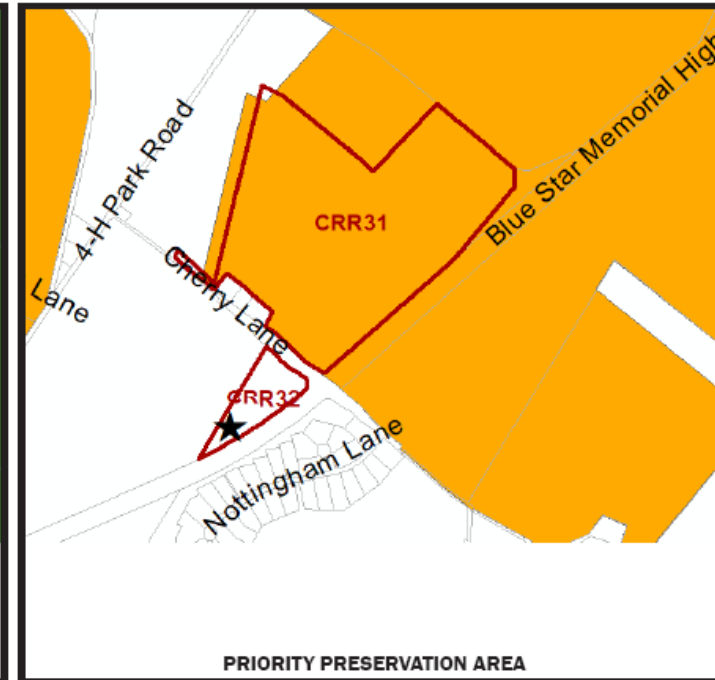 4-H Park Road
Blue Star Memorial High
CRR31
Cherry Lane
Lane
CRR32
Nottingham Lane
PRIORITY PRESERVATION AREA